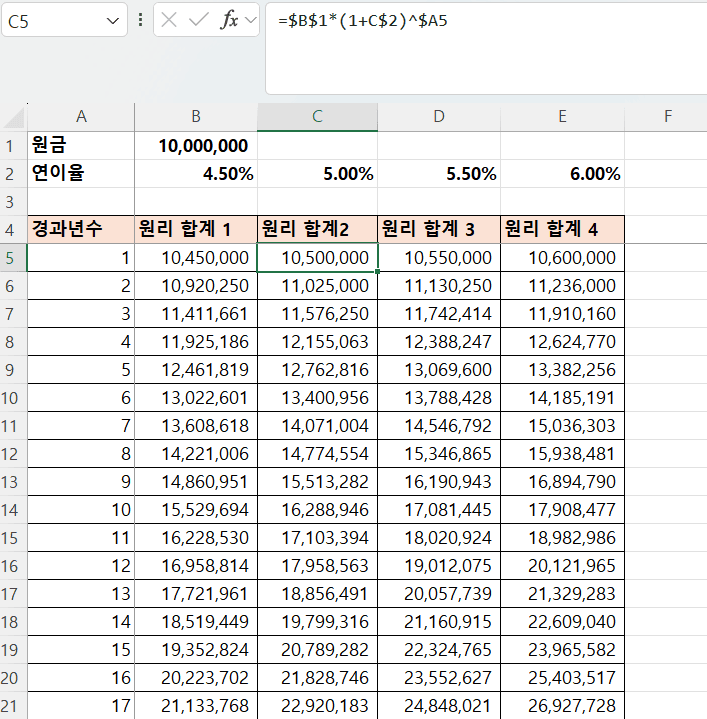 C5 fx =$B$1*(1+C$2)^$A5
A B C D E F
1 원금 10,000,000
2 연이율 4.50% 5.00% 5.50% 6.00%
3
4 경과년수 원리 합계 1 원리 합계2 원리 합계 3 원리 합계 4
5 1 10,450,000 10,500,000 10,550,000 10,600,000
6 2 10,920,250 11,025,000 11,130,250 11,236,000
7 3 11,411,661 11,576,250 11,742,414 11,910,160
8 4 11,925,186 12,155,063 12,388,247 12,624,770
9 5 12,461,819 12,762,816 13,069,600 13,382,256
10 6 13,022,601 13,400,956 13,788,428 14,185,191
11 7 13,608,618 14,071,004 14,546,792 15,036,303
12 8 14,221,006 14,774,554 15,346,865 15,938,481
13 9 14,860,951 15,513,282 16,190,943 16,894,790
14 10 15,529,694 16,288,946 17,081,445 17,908,477
15 11 16,228,530 17,103,394 18,020,924 18,982,986
16 12 16,958,814 17,958,563 19,012,075 20,121,965
17 13 17,721,961 18,856,491 20,057,739 21,329,283
18 14 18,519,449 19,799,316 21,160,915 22,609,040
19 15 19,352,824 20,789,282 22,324,765 23,965,582
20 16 20,223,702 21,828,746 23,552,627 25,403,517
21 17 21,133,768 22,920,183 24,848,021 26,927,728